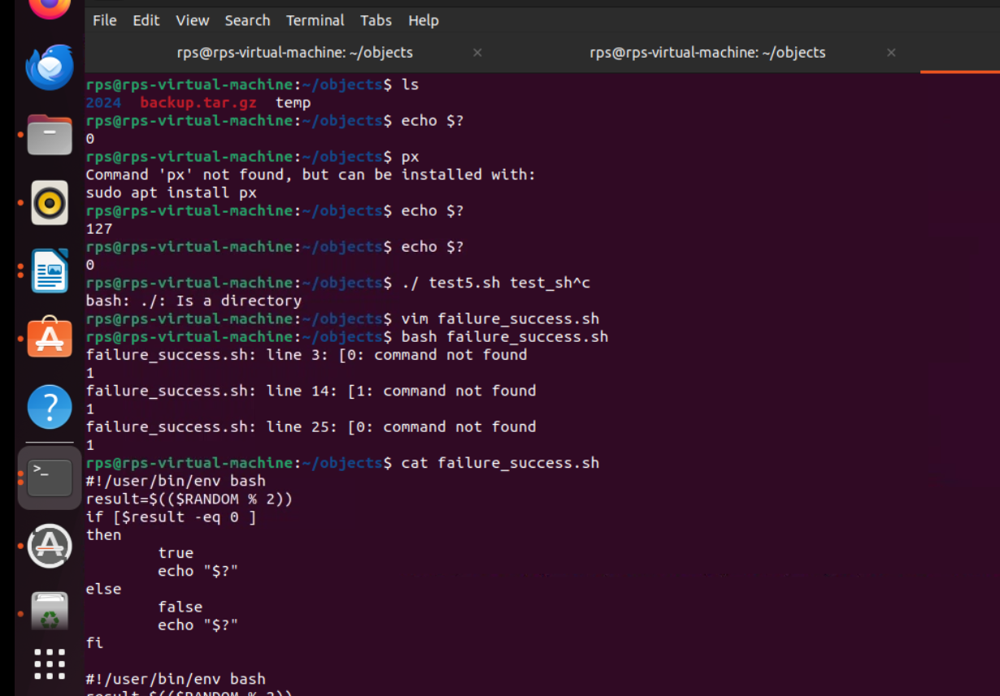 File Edit View Search Terminal Tabs Help
rps@rps-virtual-machine: ~/objects × rps@rps-virtual-machine: ~/objects ×
rps@rps-virtual-machine:~/objects$ ls
2024 backup.tar.gz temp
rps@rps-virtual-machine:~/objects$ echo $?
0
rps@rps-virtual-machine:~/objects$ px
Command 'px' not found, but can be installed with:
sudo apt install px
rps@rps-virtual-machine:~/objects$ echo $?
127
rps@rps-virtual-machine:~/objects$ echo $?
0
rps@rps-virtual-machine:~/objects$ ./ test5.sh test_sh^c
bash: ./: Is a directory
rps@rps-virtual-machine:~/objects$ vim failure_success.sh
rps@rps-virtual-machine:~/objects$ bash failure_success.sh
failure_success.sh: line 3: [0: command not found
1
failure_success.sh: line 14: [1: command not found
1
failure_success.sh: line 25: [0: command not found
1
rps@rps-virtual-machine:~/objects$ cat failure_success.sh
#!/user/bin/env bash
result=$(($RANDOM % 2))
if [$result -eq 0 ]
then
        true
        echo "$?"
else
        false
        echo "$?"
fi

#!/user/bin/env bash
result=$(($RANDOM % 2))